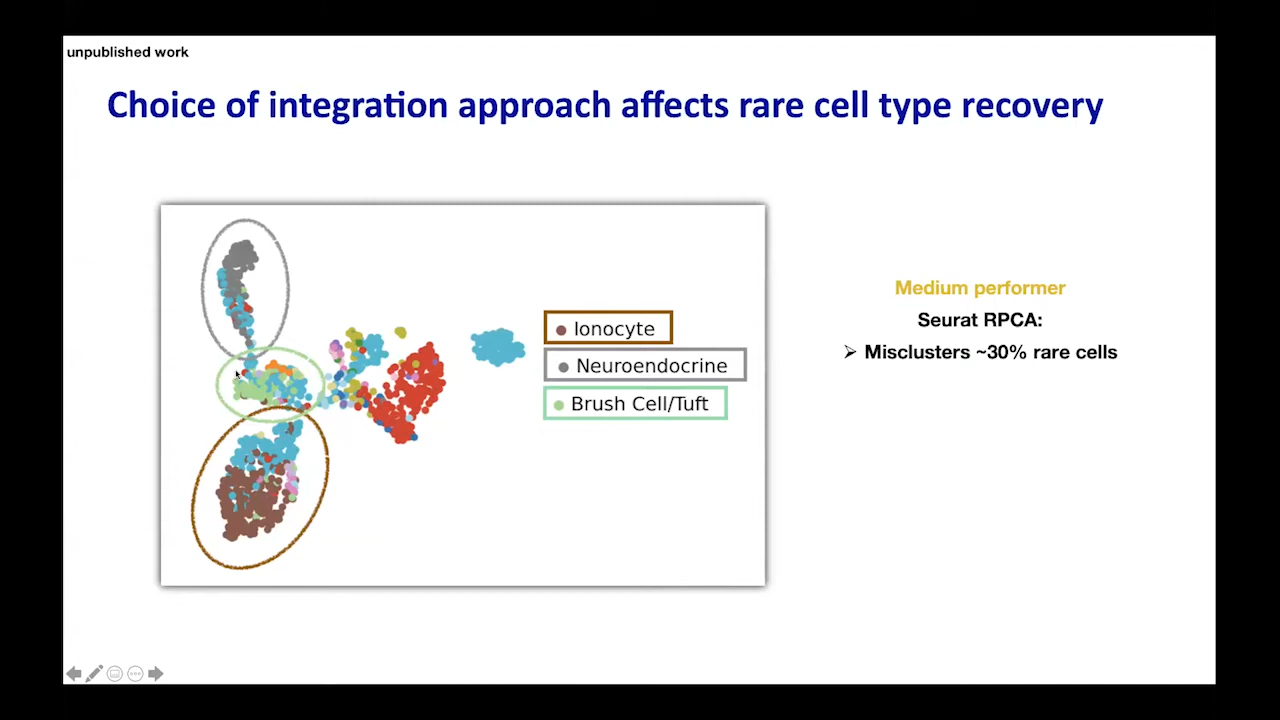 unpublished work
Choice of integration approach affects rare cell type recovery
Ionocyte
Neuroendocrine
Brush Cell/Tuft
Medium performer
Seurat RPCA:
➢ Misclusters ~30% rare cells